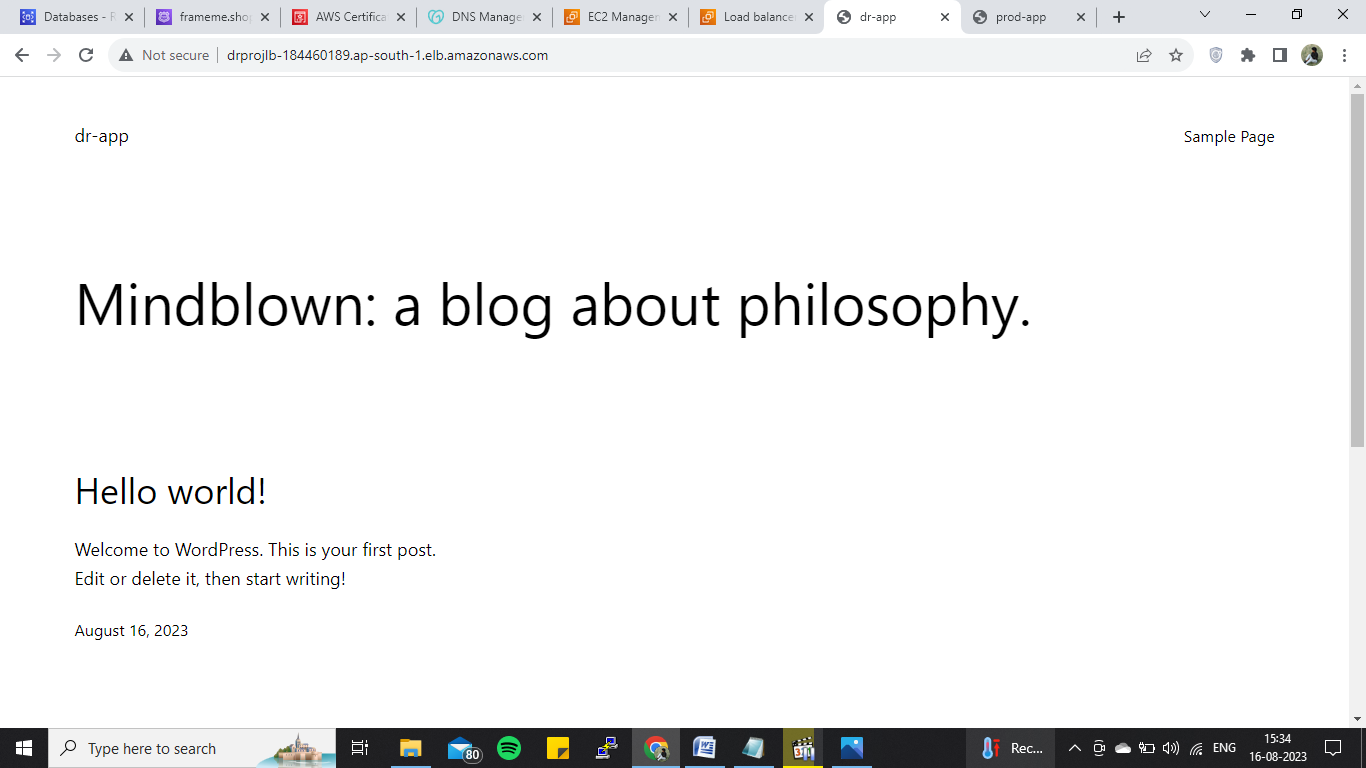 Databases - R
frameme.shop
AWS Certifica
DNS Manage
EC2 Managem
Load balance
dr-app
prod-app
Not secure
drprojlb-184460189.ap-south-1.elb.amazonaws.com
dr-app
Sample Page
Mindblown: a blog about philosophy.
Hello world!
Welcome to WordPress. This is your first post.
Edit or delete it, then start writing!
August 16, 2023
Type here to search
80
Rec...
ENG
15:34
16-08-2023